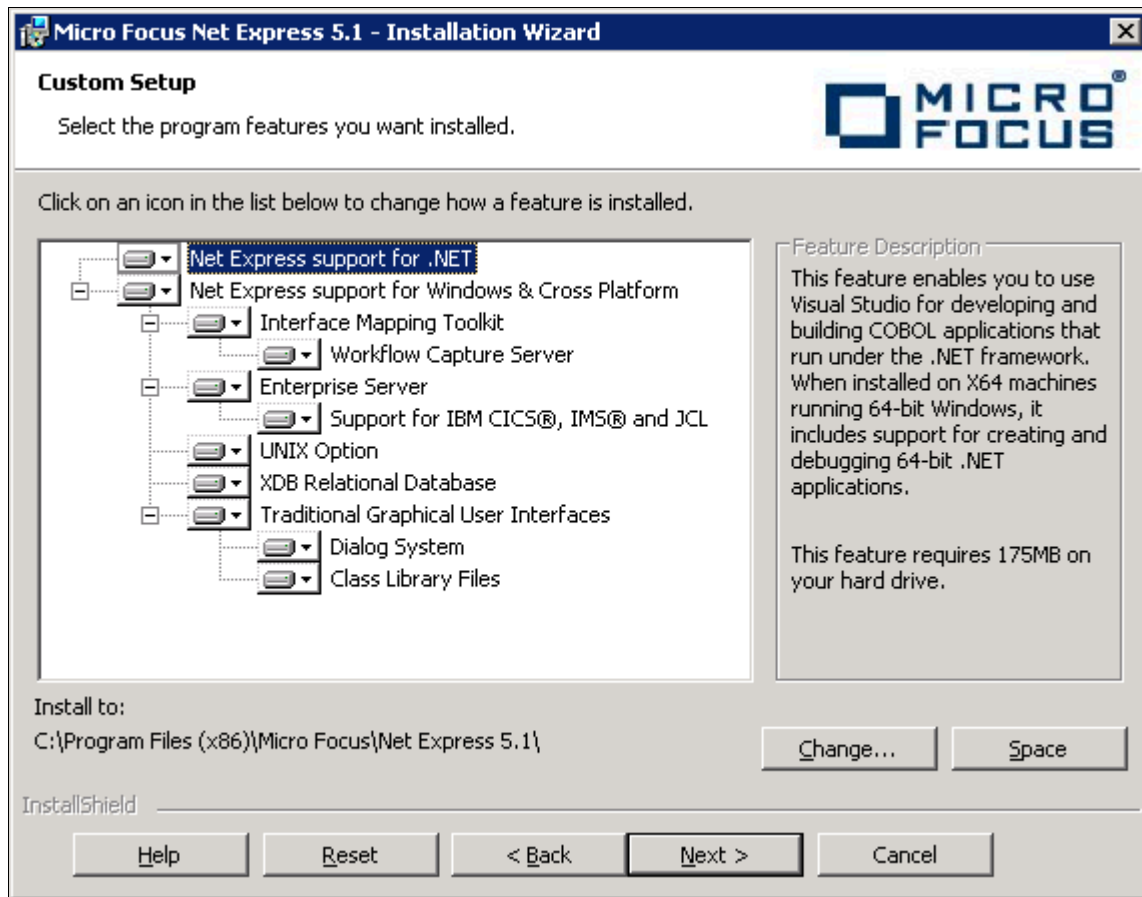 Micro Focus Net Express 5.1 - Installation Wizard
Custom Setup
Select the program features you want installed.
MICRO
FOCUS
®
Click on an icon in the list below to change how a feature is installed.
Net Express support for .NET
Net Express support for Windows & Cross Platform
Interface Mapping Toolkit
Workflow Capture Server
Enterprise Server
Support for IBM CICS®, IMS® and JCL
UNIX Option
XDB Relational Database
Traditional Graphical User Interfaces
Dialog System
Class Library Files
Feature Description
This feature enables you to use
Visual Studio for developing and
building COBOL applications that
run under the .NET framework.
When installed on X64 machines
running 64-bit Windows, it
includes support for creating and
debugging 64-bit .NET
applications.
This feature requires 175MB on
your hard drive.
Install to:
C:\Program Files (x86)\Micro Focus\Net Express 5.1\
Change...
Space
InstallShield
Help
Reset
< Back
Next >
Cancel